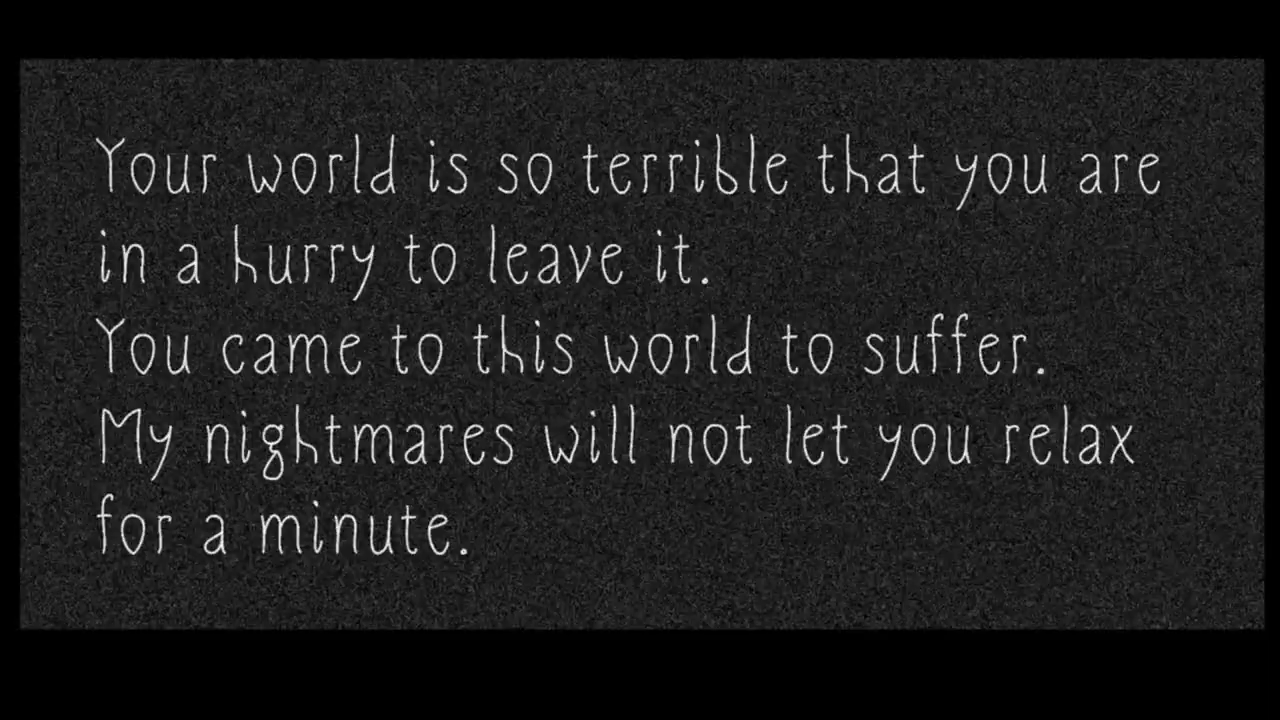 Your world is so terrible that you are
in a hurry to leave it.
You came to this world to suffer.
My nightmares will not let you relax
for a minute.